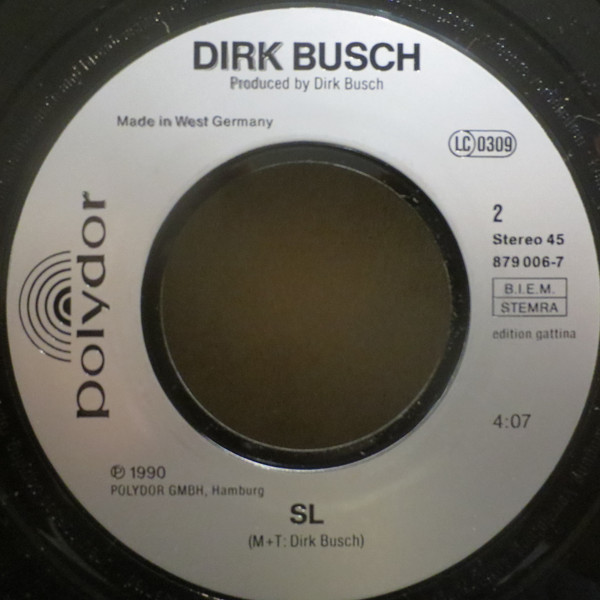 DIRK BUSCH
Produced by Dirk Busch
Made in West Germany
LC 0309
polydor
2
Stereo 45
879 006-7
B.I.E.M.
STEMRA
edition gattina
4:07
℗ 1990
POLYDOR GMBH, Hamburg
SL
(M+T: Dirk Busch)